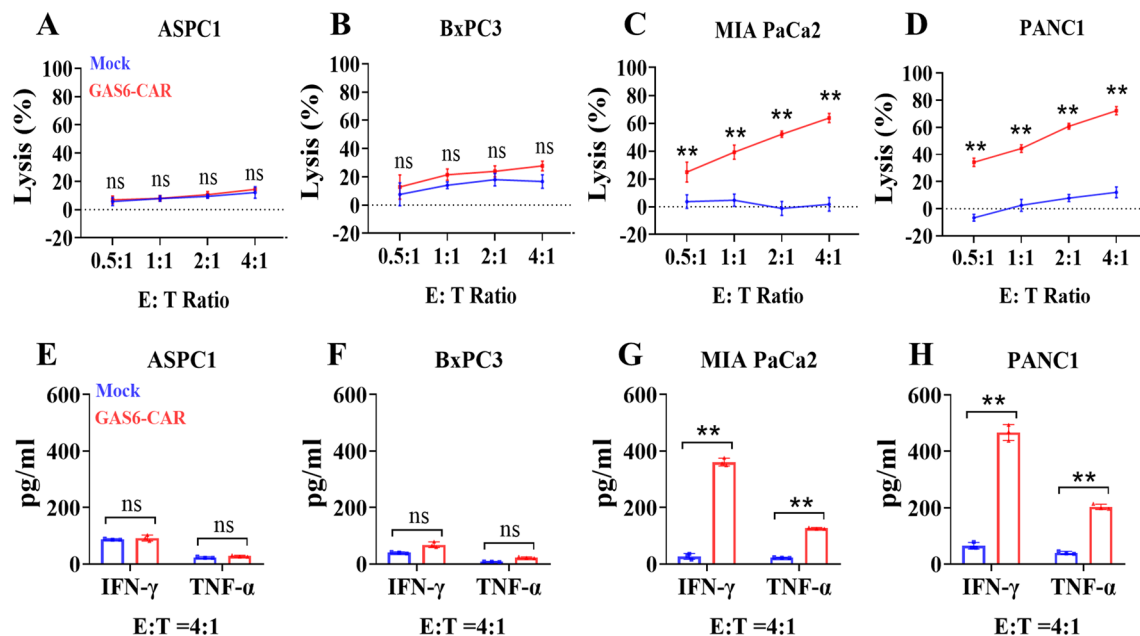 A ASPC1
Mock
GAS6-CAR
Lysis (%)
100
80
60
40
20
0
-20
ns ns ns ns
0.5:1 1:1 2:1 4:1
E: T Ratio
B BxPC3
Lysis (%)
100
80
60
40
20
0
-20
ns ns ns ns
0.5:1 1:1 2:1 4:1
E: T Ratio
C MIA PaCa2
Lysis (%)
100
80
60
40
20
0
-20
** ** ** **
0.5:1 1:1 2:1 4:1
E: T Ratio
D PANC1
Lysis (%)
100
80
60
40
20
0
-20
** ** ** **
0.5:1 1:1 2:1 4:1
E: T Ratio
E ASPC1
Mock
GAS6-CAR
pg/ml
600
400
200
0
ns ns
IFN-γ TNF-α
E:T =4:1
F BxPC3
pg/ml
600
400
200
0
ns ns
IFN-γ TNF-α
E:T =4:1
G MIA PaCa2
pg/ml
600
400
200
0
** **
IFN-γ TNF-α
E:T =4:1
H PANC1
pg/ml
600
400
200
0
** **
IFN-γ TNF-α
E:T =4:1